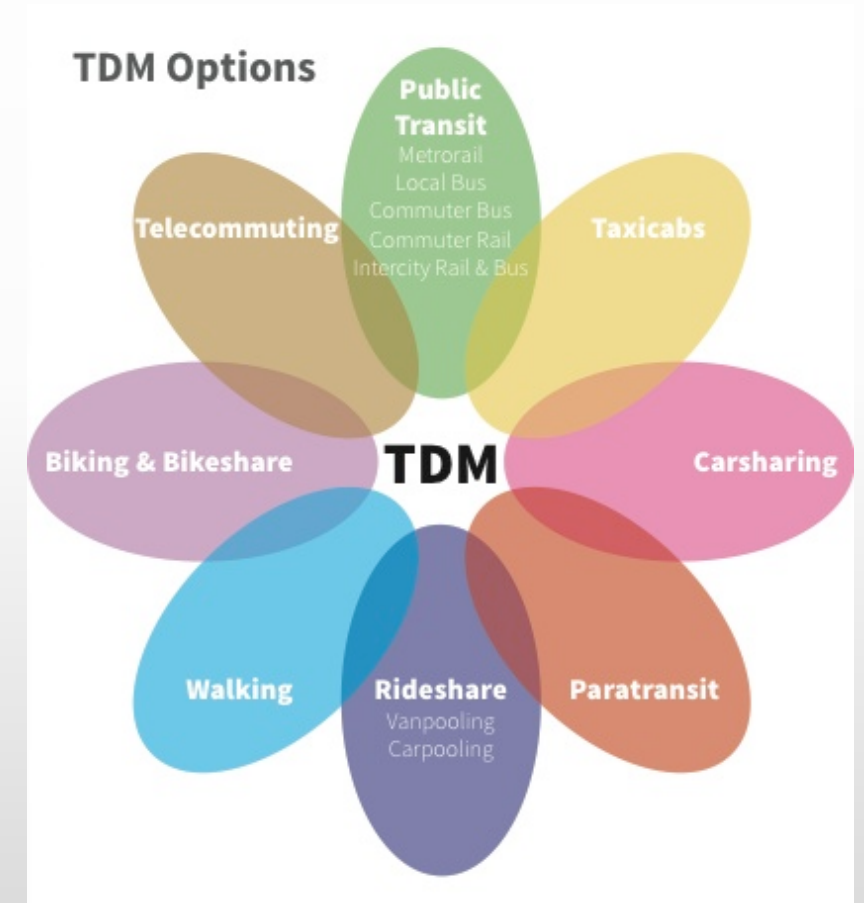 TDM Options
Public
Transit
Metrorail
Local Bus
Commuter Bus
Commuter Rail
Intercity Rail & Bus
Telecommuting
Taxicabs
Biking & Bikeshare
TDM
Carsharing
Walking
Rideshare
Vanpooling
Carpooling
Paratransit